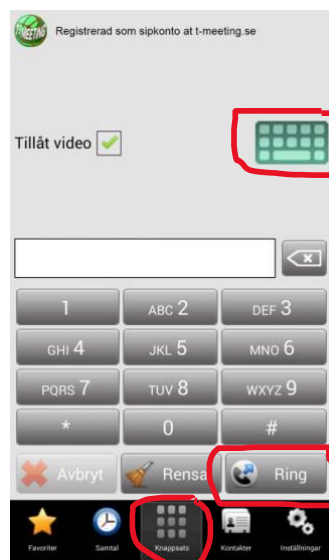 T-MEETING
Registrerad som sipkonto at t-meeting.se
Tillåt video
1 ABC 2 DEF 3
GHI 4 JKL 5 MNO 6
PQRS 7 TUV 8 WXYZ 9
* 0 #
Avbryt Rensa Ring
Favoriter Samtal Knappsats Kontakter Inställningar